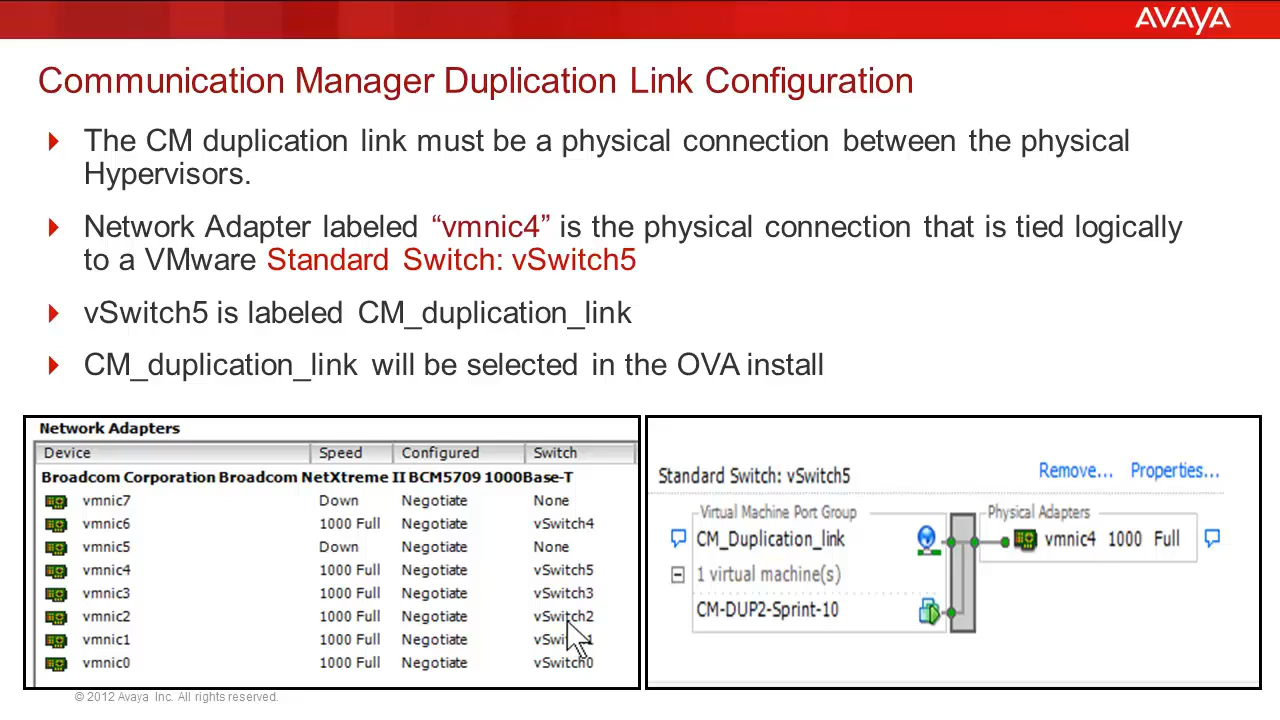 AVAYA
Communication Manager Duplication Link Configuration
The CM duplication link must be a physical connection between the physical
Hypervisors.
Network Adapter labeled “vmnic4” is the physical connection that is tied logically
to a VMware Standard Switch: vSwitch5
vSwitch5 is labeled CM_duplication_link
CM_duplication_link will be selected in the OVA install
Network Adapters
Device Speed Configured Switch
Broadcom Corporation Broadcom NetXtreme II BCM5709 1000Base-T
vmnic7 Down Negotiate None
vmnic6 1000 Full Negotiate vSwitch4
vmnic5 Down Negotiate None
vmnic4 1000 Full Negotiate vSwitch5
vmnic3 1000 Full Negotiate vSwitch3
vmnic2 1000 Full Negotiate vSwitch2
vmnic1 1000 Full Negotiate
vmnic0 1000 Full Negotiate vSwitch0
Standard Switch: vSwitch5 Remove... Properties...
Virtual Machine Port Group Physical Adapters
CM_Duplication_link vmnic4 1000 Full
1 virtual machine(s)
CM-DUP2-Sprint-10
© 2012 Avaya Inc. All rights reserved.